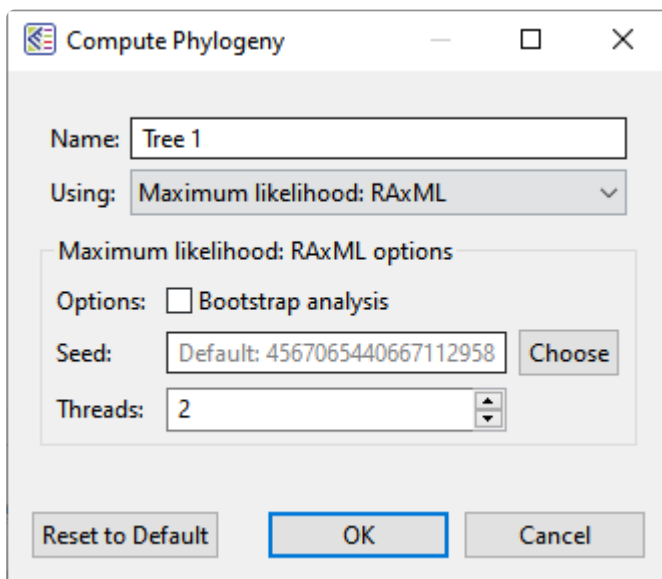 Compute Phylogeny
Name: Tree 1
Using: Maximum likelihood: RAxML
Maximum likelihood: RAxML options
Options: Bootstrap analysis
Seed: Default: 4567065440667112958 Choose
Threads: 2
Reset to Default OK Cancel